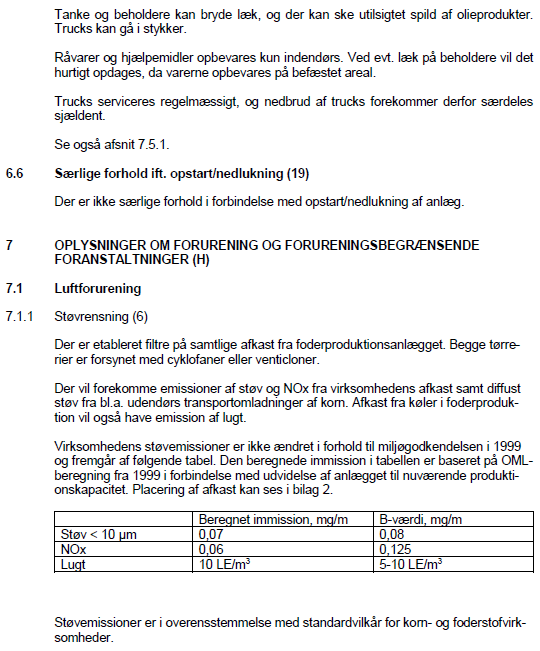 Tanke og beholdere kan bryde læk, og der kan ske utilsigtet spild af olieprodukter.
Trucks kan gå i stykker.
Råvarer og hjælpemidler opbevares kun indendørs. Ved evt. læk på beholdere vil det
hurtigt opdages, da varerne opbevares på befæstet areal.
Trucks serviceres regelmæssigt, og nedbrud af trucks forekommer derfor særdeles
sjældent.
Se også afsnit 7.5.1.
6.6 Særlige forhold ift. opstart/nedlukning (19)
Der er ikke særlige forhold i forbindelse med opstart/nedlukning af anlæg.
7 OPLYSNINGER OM FORURENING OG FORURENINGSBEGRÆNSENDE
FORANSTALTNINGER (H)
7.1 Luftforurening
7.1.1 Støvrensning (6)
Der er etableret filtre på samtlige afkast fra foderproduktionsanlægget. Begge tørre-
rier er forsynet med cyklofaner eller venticloner.
Der vil forekomme emissioner af støv og NOx fra virksomhedens afkast samt diffust
støv fra bl.a. udendørs transportomladninger af korn. Afkast fra køler i foderproduk-
tion vil også have emission af lugt.
Virksomhedens støvemissioner er ikke ændret i forhold til miljøgodkendelsen i 1999
og fremgår af følgende tabel. Den beregnede immission i tabellen er baseret på OML-
beregning fra 1999 i forbindelse med udvidelse af anlægget til nuværende produkti-
onskapacitet. Placering af afkast kan ses i bilag 2.
Beregnet immission, mg/m B-værdi, mg/m
Støv < 10 µm 0,07 0,08
NOx 0,06 0,125
Lugt 10 LE/m³ 5-10 LE/m³
Støvemissioner er i overensstemmelse med standardvilkår for korn- og foderstofvirk-
somheder.